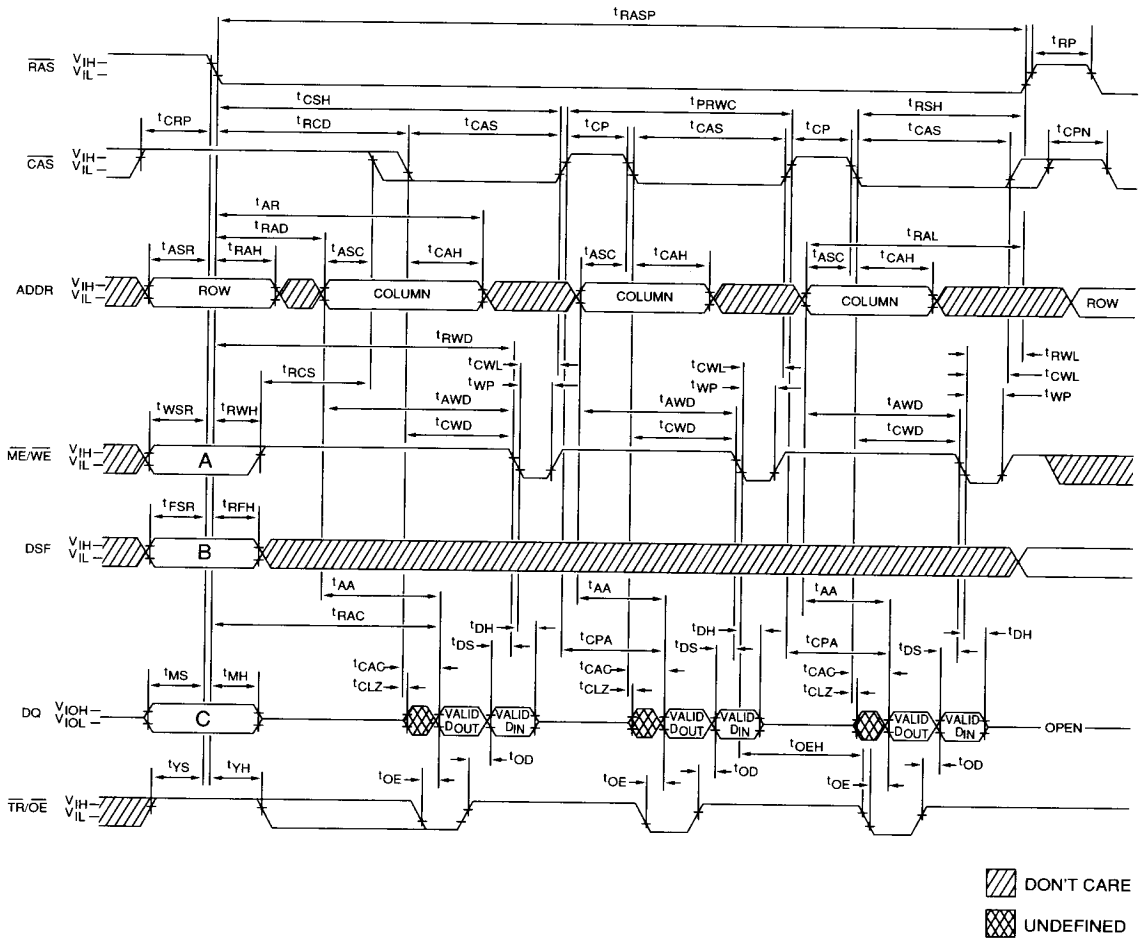 tRASP
tRP
RAS VIH VIL
tCSH tPRWC tRSH
tCRP tRCD tCAS tCP tCAS tCP tCAS tCPN
CAS VIH VIL
tAR
tRAD tRAL
tASR tRAH tASC tCAH tASC tCAH tASC tCAH
ADDR VIH VIL ROW COLUMN COLUMN COLUMN ROW
tRWD tRWL
tCWL tCWL tCWL
tRCS tWP tWP tWP
tWSR tRWH tAWD tAWD tAWD
tCWD tCWD tCWD
ME/WE VIH VIL A
tFSR tRFH
DSF VIH VIL B
tAA tAA tAA
tRAC tDH tDH tDH
tCPA tDS tCPA tDS tDS
tCAC tCAC tCAC
tMS tMH tCLZ tCLZ tCLZ
DQ VIOH VIOL C VALID DOUT VALID DIN VALID DOUT VALID DIN VALID DOUT VALID DIN OPEN
tOEH
tYS tYH tOE tOD tOE tOD tOE tOD
TR/OE VIH VIL
DON'T CARE
UNDEFINED